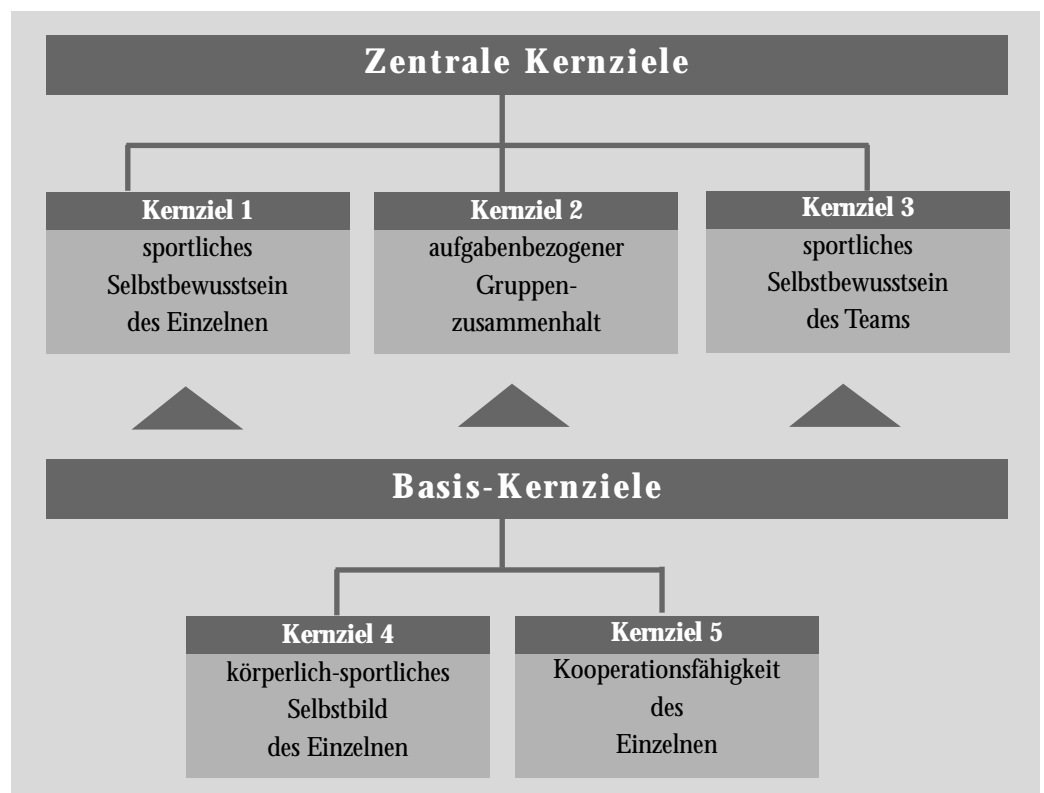 Zentrale Kernziele
Kernziel 1
sportliches
Selbstbewusstsein
des Einzelnen
Kernziel 2
aufgabenbezogener
Gruppen-
zusammenhalt
Kernziel 3
sportliches
Selbstbewusstsein
des Teams
Basis-Kernziele
Kernziel 4
körperlich-sportliches
Selbstbild
des Einzelnen
Kernziel 5
Kooperationsfähigkeit
des
Einzelnen